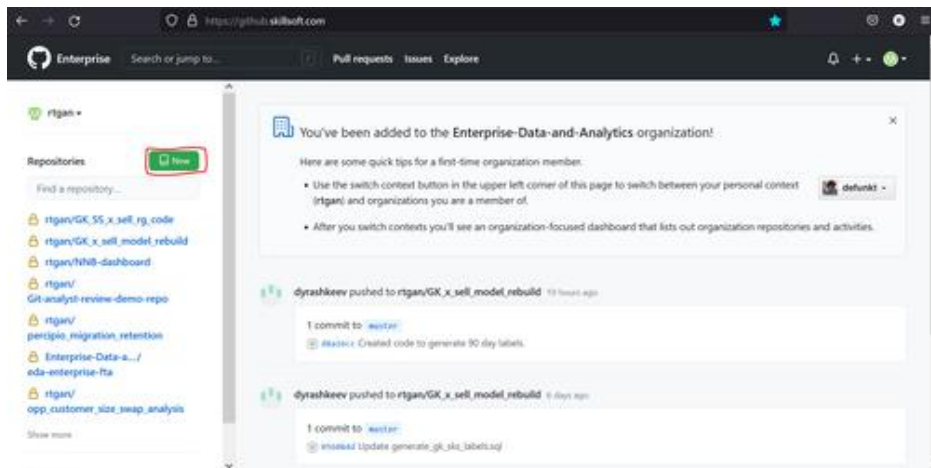 https://github.skillsoft.com
Enterprise
Search or jump to...
/
Pull requests Issues Explore
rtgan
Repositories
New
Find a repository...
rtgan/GK_SS_x_sell_rg_code
rtgan/GK_x_sell_model_rebuild
rtgan/NNB-dashboard
rtgan/
Git-analyst-review-demo-repo
rtgan/
percipio_migration_retention
Enterprise-Data-a.../
eda-enterprise-fta
rtgan/
opp_customer_size_swap_analysis
Show more
You've been added to the Enterprise-Data-and-Analytics organization!
Here are some quick tips for a first-time organization member.
• Use the switch context button in the upper left corner of this page to switch between your personal context
(rtgan) and organizations you are a member of.
defunkt
• After you switch contexts you'll see an organization-focused dashboard that lists out organization repositories and activities.
dyrashkeev pushed to rtgan/GK_x_sell_model_rebuild 19 hours ago
1 commit to master
Created code to generate 90 day labels.
dyrashkeev pushed to rtgan/GK_x_sell_model_rebuild 6 days ago
1 commit to master
Update generate_gk_sks_labels.sql